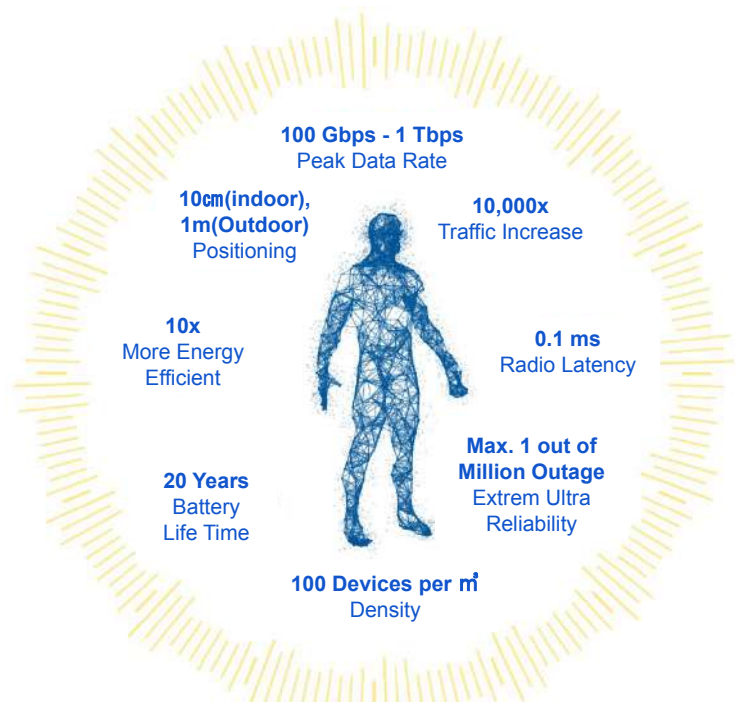 100 Gbps - 1 Tbps
Peak Data Rate
10㎝(indoor),
1m(Outdoor)
Positioning
10,000x
Traffic Increase
10x
More Energy
Efficient
0.1 ms
Radio Latency
20 Years
Battery
Life Time
Max. 1 out of
Million Outage
Extrem Ultra
Reliability
100 Devices per ㎥
Density